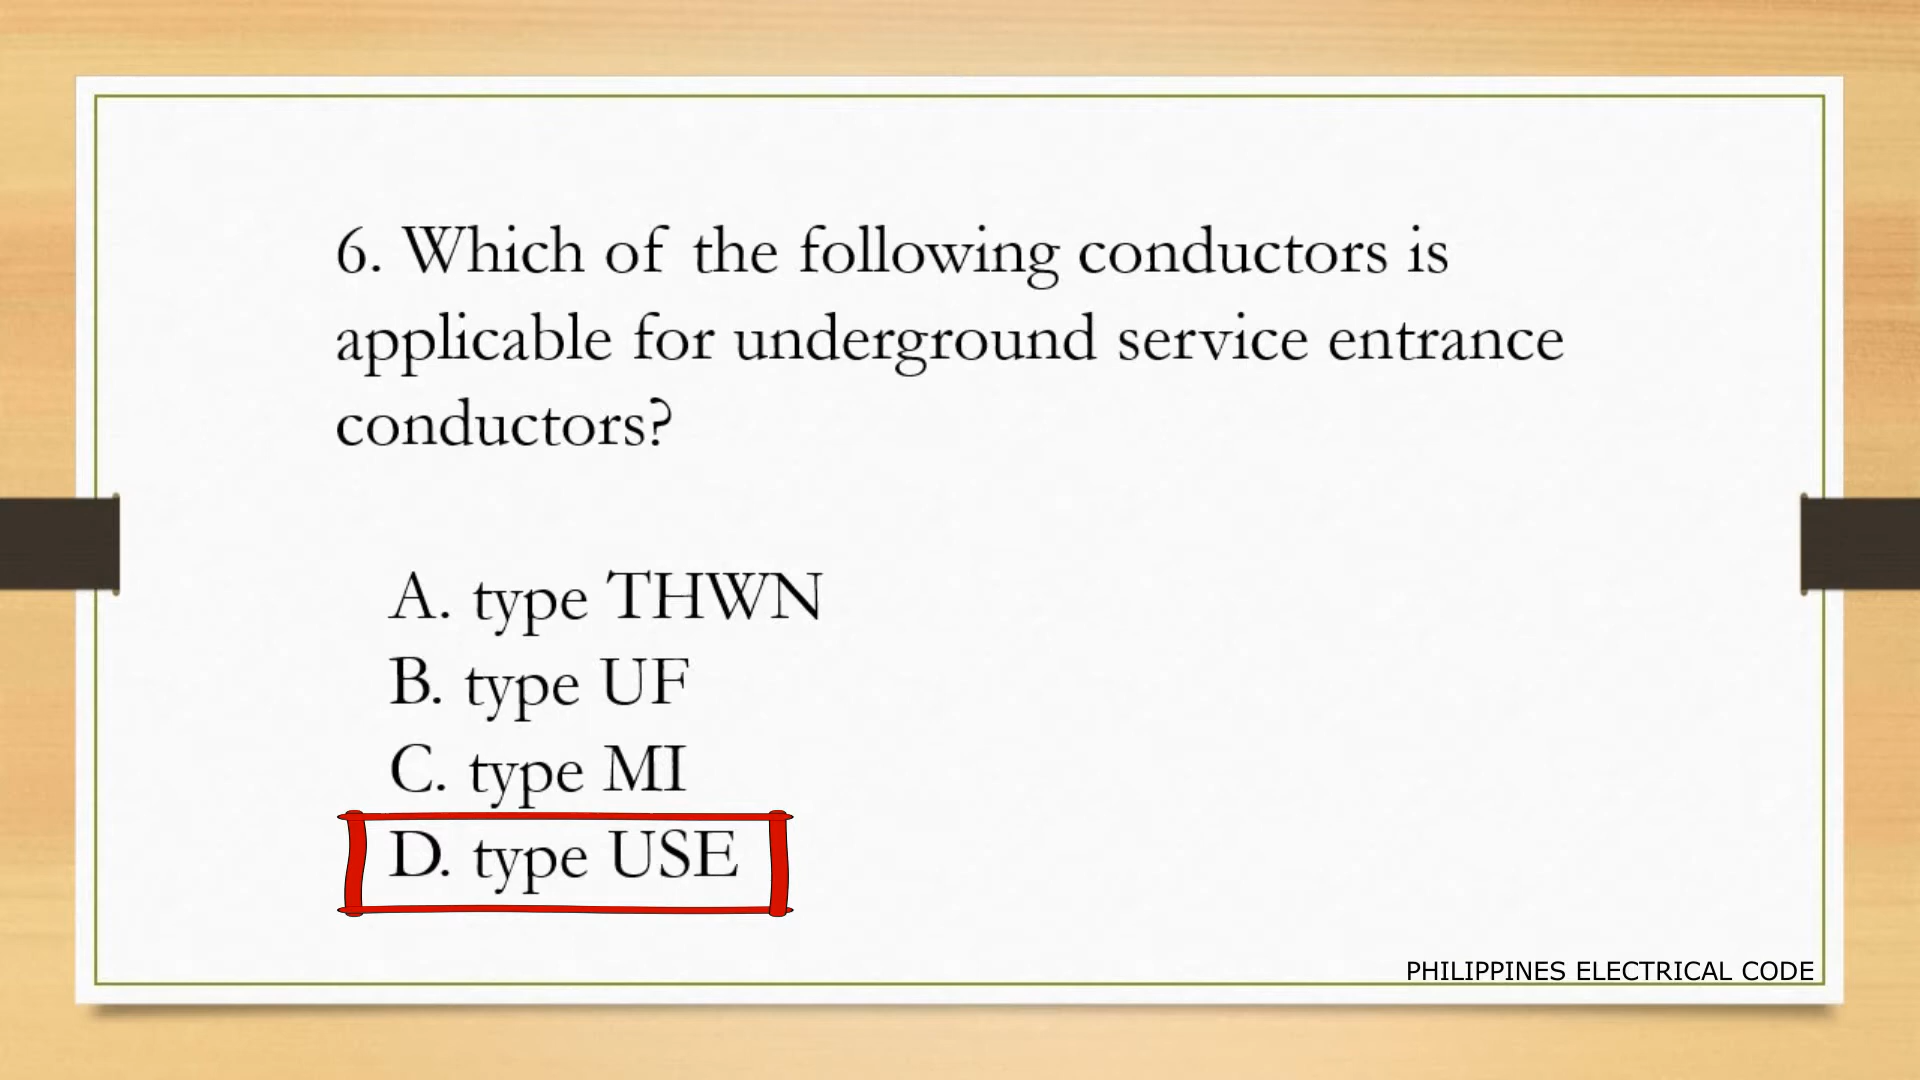 6. Which of the following conductors is
applicable for underground service entrance
conductors?
A. type THWN
B. type UF
C. type MI
D. type USE
PHILIPPINES ELECTRICAL CODE